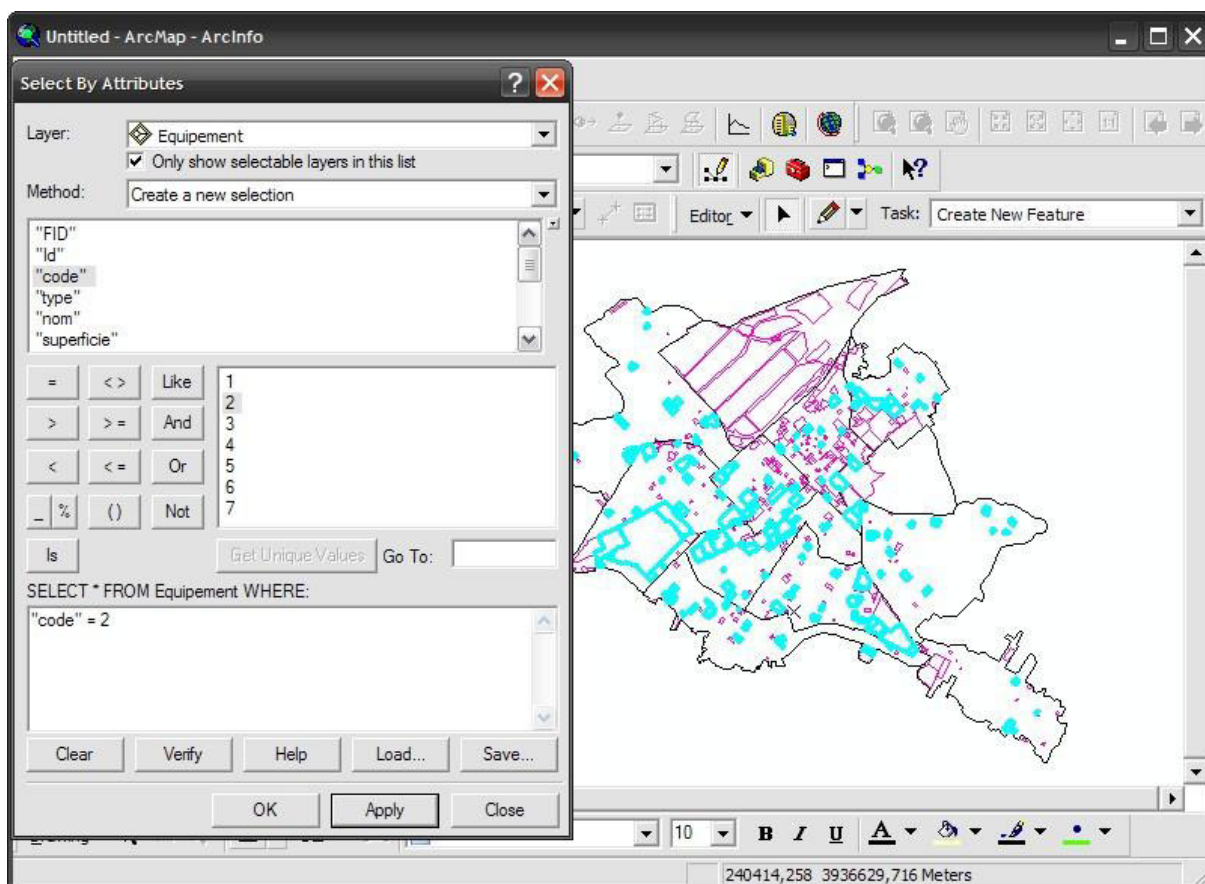 Untitled - ArcMap - ArcInfo
Select By Attributes
Layer: Equipement
Only show selectable layers in this list
Method: Create a new selection
"FID"
"Id"
"code"
"type"
"nom"
"superficie"
= < > Like
> > = And
< < = Or
_ % ( ) Not
Is
1
2
3
4
5
6
7
Get Unique Values Go To:
SELECT * FROM Equipement WHERE:
"code" = 2
Clear Verify Help Load... Save...
OK Apply Close
Editor Task: Create New Feature
10 B I U A
240414,258 3936629,716 Meters